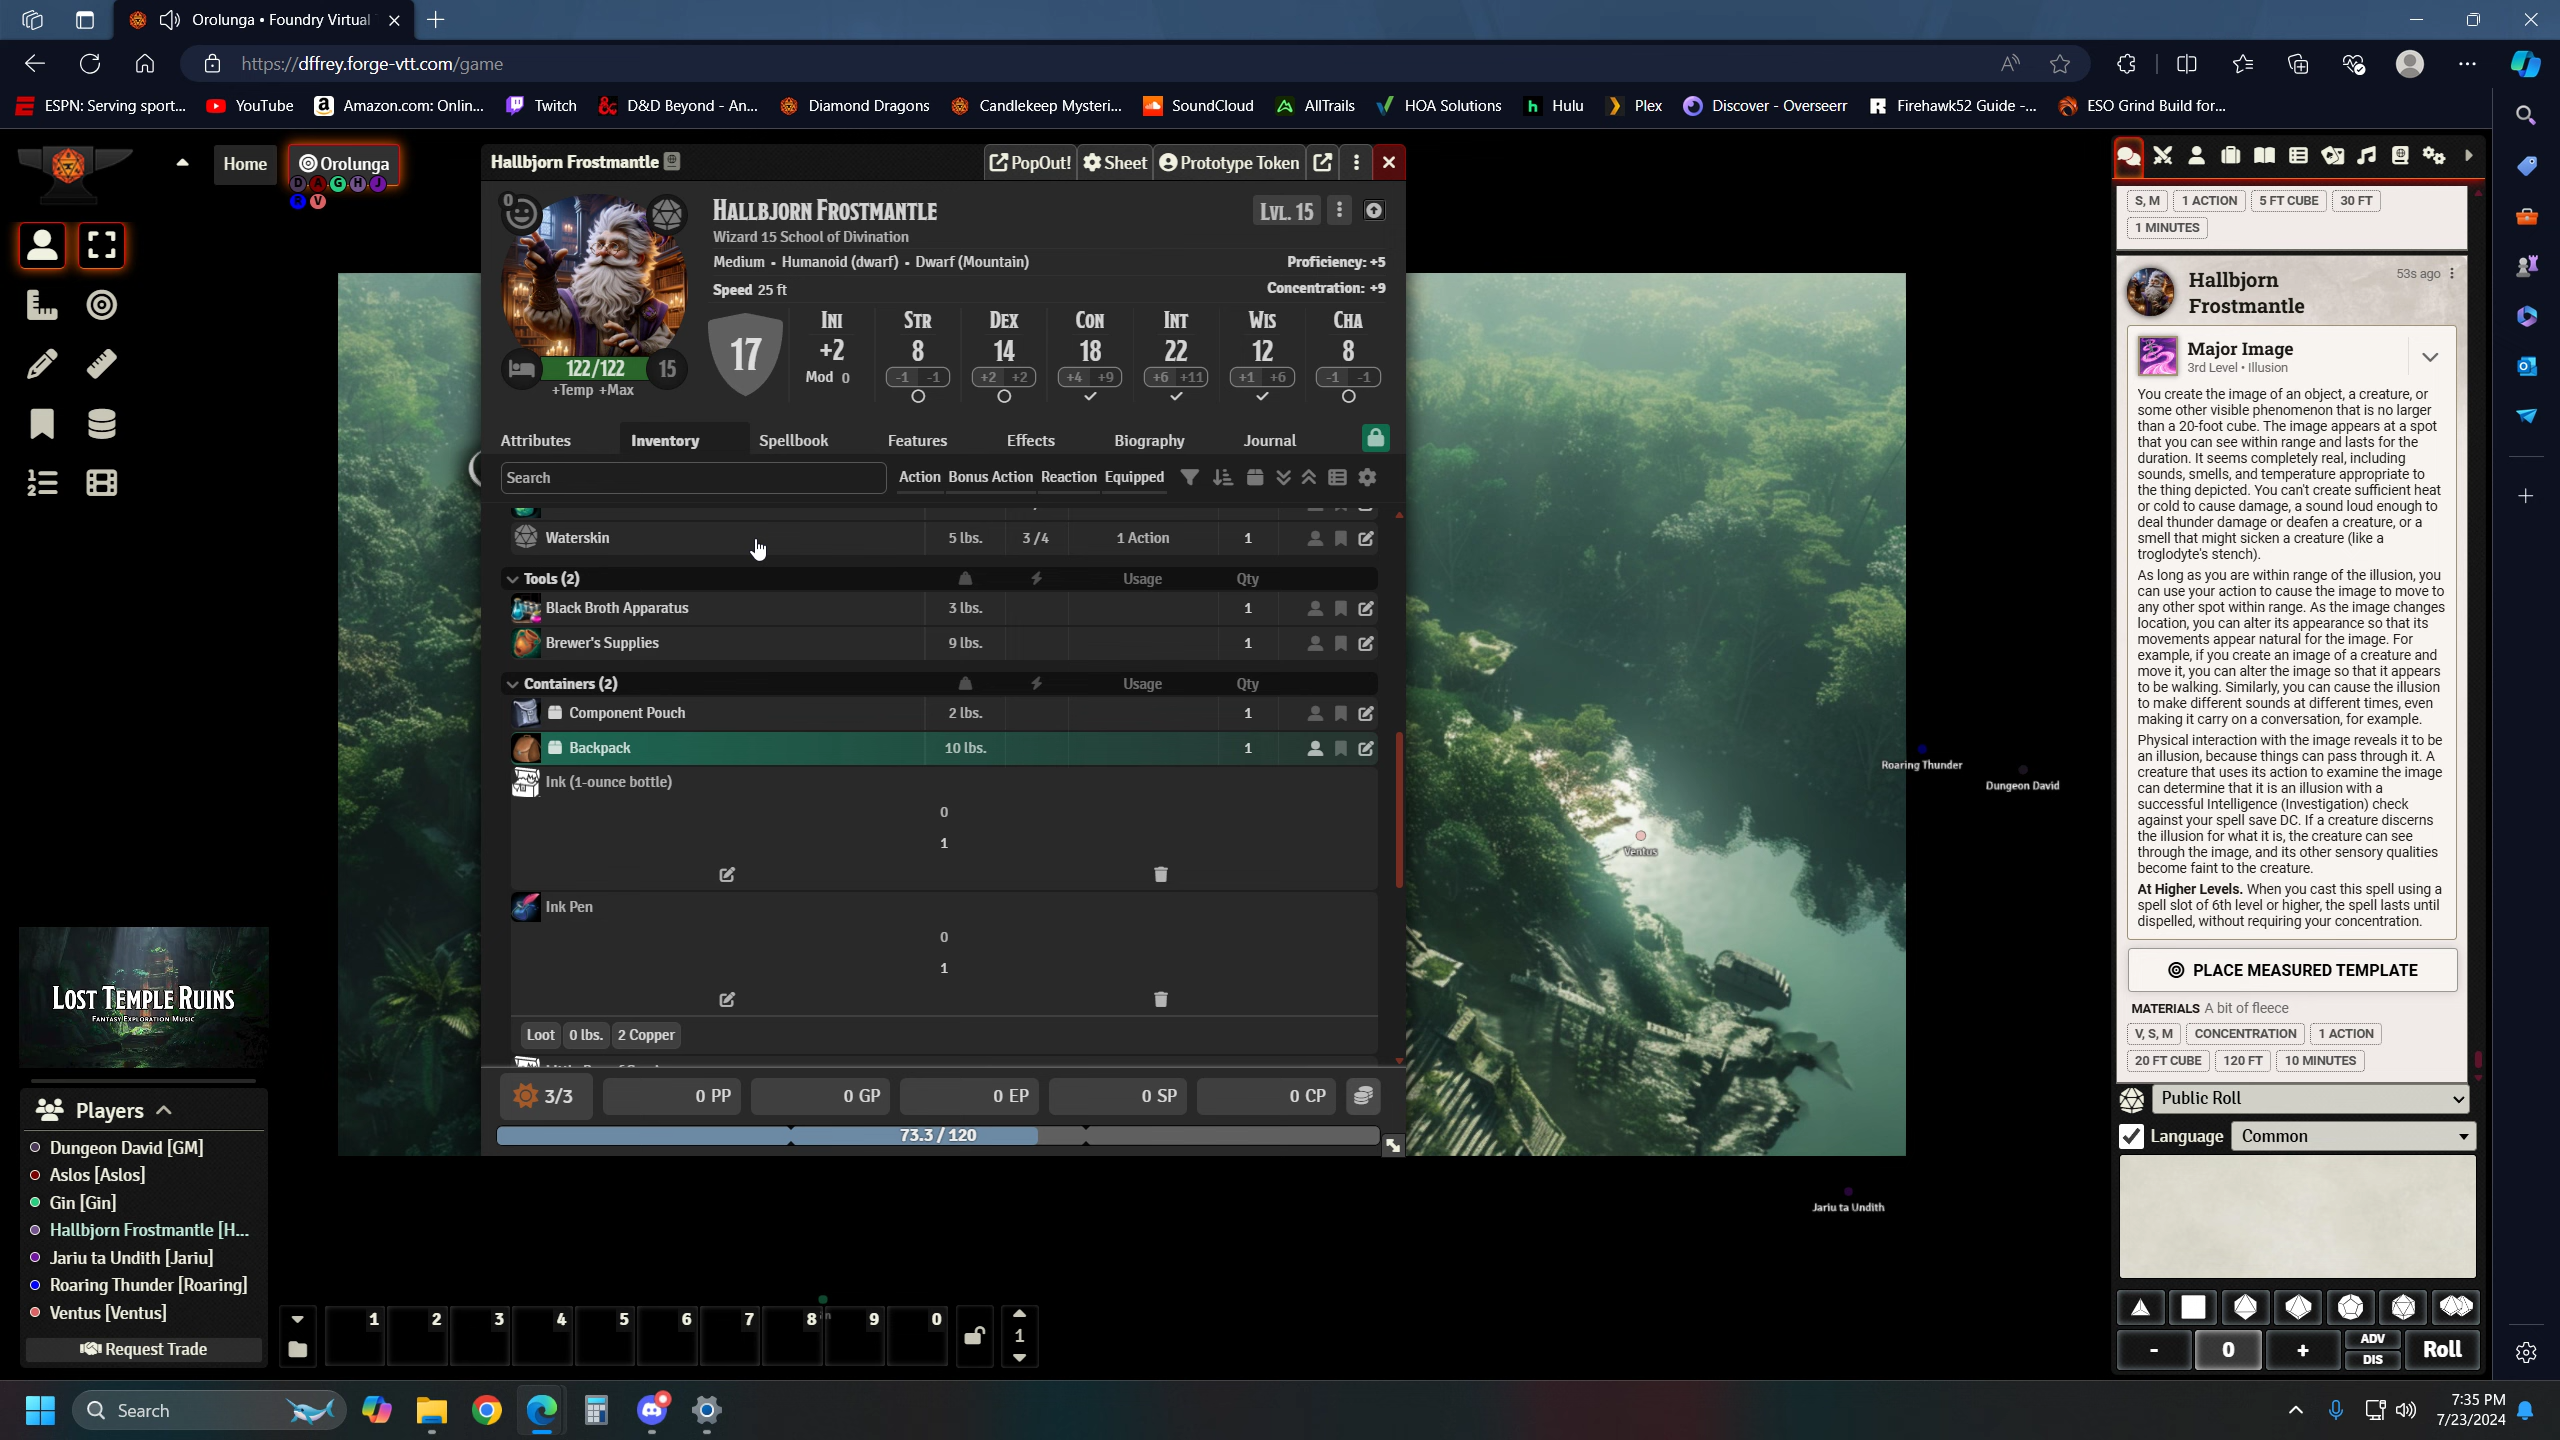 Orolunga • Foundry Virtual
https://dffrey.forge-vtt.com/game
ESPN: Serving sport...
YouTube
Amazon.com: Onlin...
Twitch
D&D Beyond - An...
Diamond Dragons
Candlekeep Mysteri...
SoundCloud
AllTrails
HOA Solutions
Hulu
Plex
Discover - Overseerr
Firehawk52 Guide -...
ESO Grind Build for...
Home
Orolunga
D A G H J
R V
Hallbjorn Frostmantle
PopOut!
Sheet
Prototype Token
0
Hallbjorn Frostmantle
Lvl. 15
Wizard 15 School of Divination
Medium • Humanoid (dwarf) • Dwarf (Mountain)
Proficiency: +5
Speed 25 ft
Concentration: +9
122/122
15
+Temp +Max
17
Ini Str Dex Con Int Wis Cha
+2 8 14 18 22 12 8
Mod 0 -1 -1 +2 +2 +4 +9 +6 +11 +1 +6 -1 -1
Attributes Inventory Spellbook Features Effects Biography Journal
Search
Action Bonus Action Reaction Equipped
Waterskin 5 lbs. 3 / 4 1 Action 1
Tools (2) Usage Qty
Black Broth Apparatus 3 lbs. 1
Brewer's Supplies 9 lbs. 1
Containers (2) Usage Qty
Component Pouch 2 lbs. 1
Backpack 10 lbs. 1
Ink (1-ounce bottle)
0
1
Ink Pen
0
1
Loot 0 lbs. 2 Copper
3/3 0 PP 0 GP 0 EP 0 SP 0 CP
73.3 / 120
Roaring Thunder
Dungeon David
Ventus
Jariu ta Undith
Lost Temple Ruins
Fantasy Exploration Music
Players
Dungeon David [GM]
Aslos [Aslos]
Gin [Gin]
Hallbjorn Frostmantle [H...
Jariu ta Undith [Jariu]
Roaring Thunder [Roaring]
Ventus [Ventus]
Request Trade
1 2 3 4 5 6 7 8 9 0
1
S, M 1 ACTION 5 FT CUBE 30 FT
1 MINUTES
Hallbjorn
Frostmantle
53s ago
Major Image
3rd Level • Illusion
You create the image of an object, a creature, or
some other visible phenomenon that is no larger
than a 20-foot cube. The image appears at a spot
that you can see within range and lasts for the
duration. It seems completely real, including
sounds, smells, and temperature appropriate to
the thing depicted. You can't create sufficient heat
or cold to cause damage, a sound loud enough to
deal thunder damage or deafen a creature, or a
smell that might sicken a creature (like a
troglodyte's stench).
As long as you are within range of the illusion, you
can use your action to cause the image to move to
any other spot within range. As the image changes
location, you can alter its appearance so that its
movements appear natural for the image. For
example, if you create an image of a creature and
move it, you can alter the image so that it appears
to be walking. Similarly, you can cause the illusion
to make different sounds at different times, even
making it carry on a conversation, for example.
Physical interaction with the image reveals it to be
an illusion, because things can pass through it. A
creature that uses its action to examine the image
can determine that it is an illusion with a
successful Intelligence (Investigation) check
against your spell save DC. If a creature discerns
the illusion for what it is, the creature can see
through the image, and its other sensory qualities
become faint to the creature.
At Higher Levels. When you cast this spell using a
spell slot of 6th level or higher, the spell lasts until
dispelled, without requiring your concentration.
PLACE MEASURED TEMPLATE
MATERIALS A bit of fleece
V, S, M CONCENTRATION 1 ACTION
20 FT CUBE 120 FT 10 MINUTES
Public Roll
Language Common
- 0 + ADV DIS Roll
Search
7:35 PM
7/23/2024